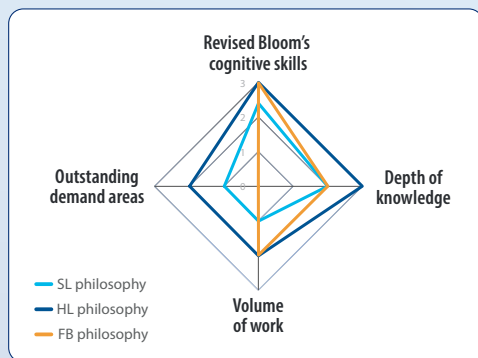 Revised Bloom's
cognitive skills
3
2
1
0
Outstanding
demand areas
Depth of
knowledge
Volume
of work
SL philosophy
HL philosophy
FB philosophy